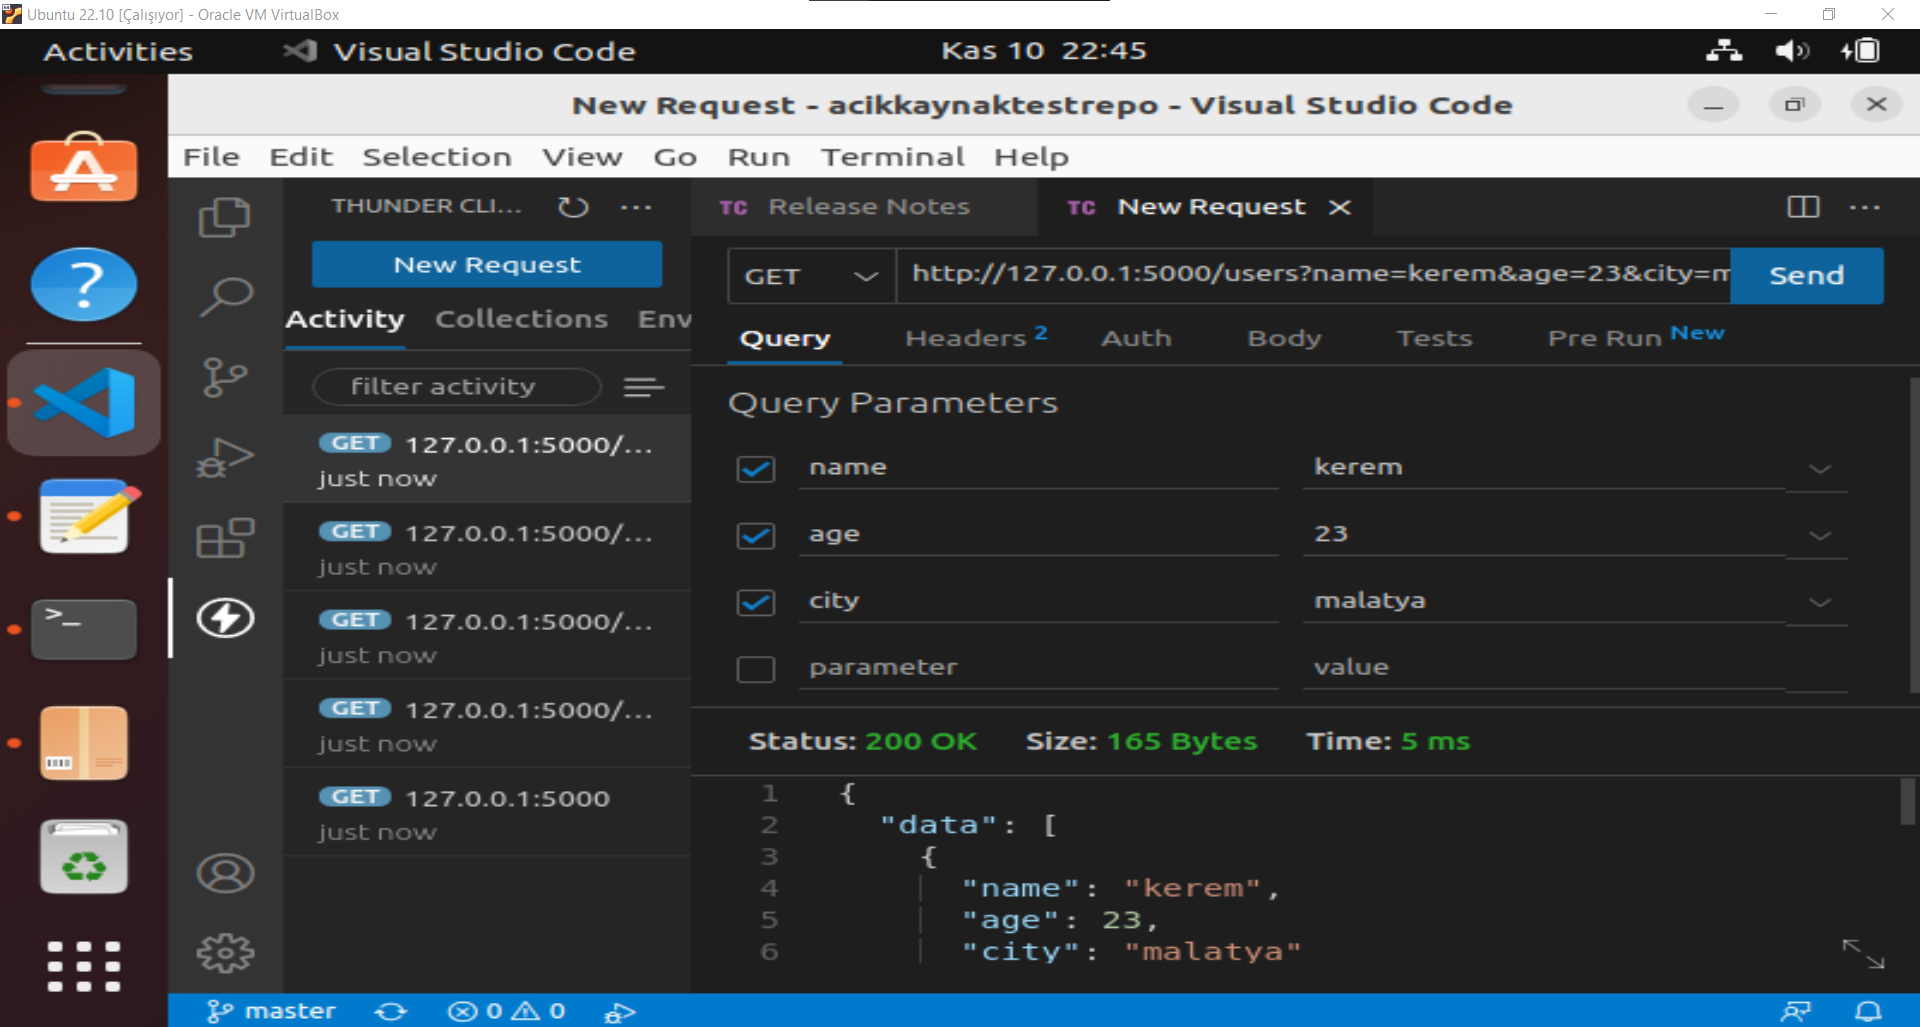 Ubuntu 22.10 [Çalışıyor] - Oracle VM VirtualBox
Activities
Visual Studio Code
Kas 10 22:45
New Request - acikkaynaktestrepo - Visual Studio Code
File Edit Selection View Go Run Terminal Help
THUNDER CLI... ...
New Request
Activity Collections Env
filter activity
GET 127.0.0.1:5000/...
just now
GET 127.0.0.1:5000/...
just now
GET 127.0.0.1:5000/...
just now
GET 127.0.0.1:5000/...
just now
GET 127.0.0.1:5000
just now
TC Release Notes
TC New Request
GET
http://127.0.0.1:5000/users?name=kerem&age=23&city=m
Send
Query Headers 2 Auth Body Tests Pre Run New
Query Parameters
name kerem
age 23
city malatya
parameter value
Status: 200 OK Size: 165 Bytes Time: 5 ms
1 {
2 "data": [
3 {
4 "name": "kerem",
5 "age": 23,
6 "city": "malatya"
master 0 0